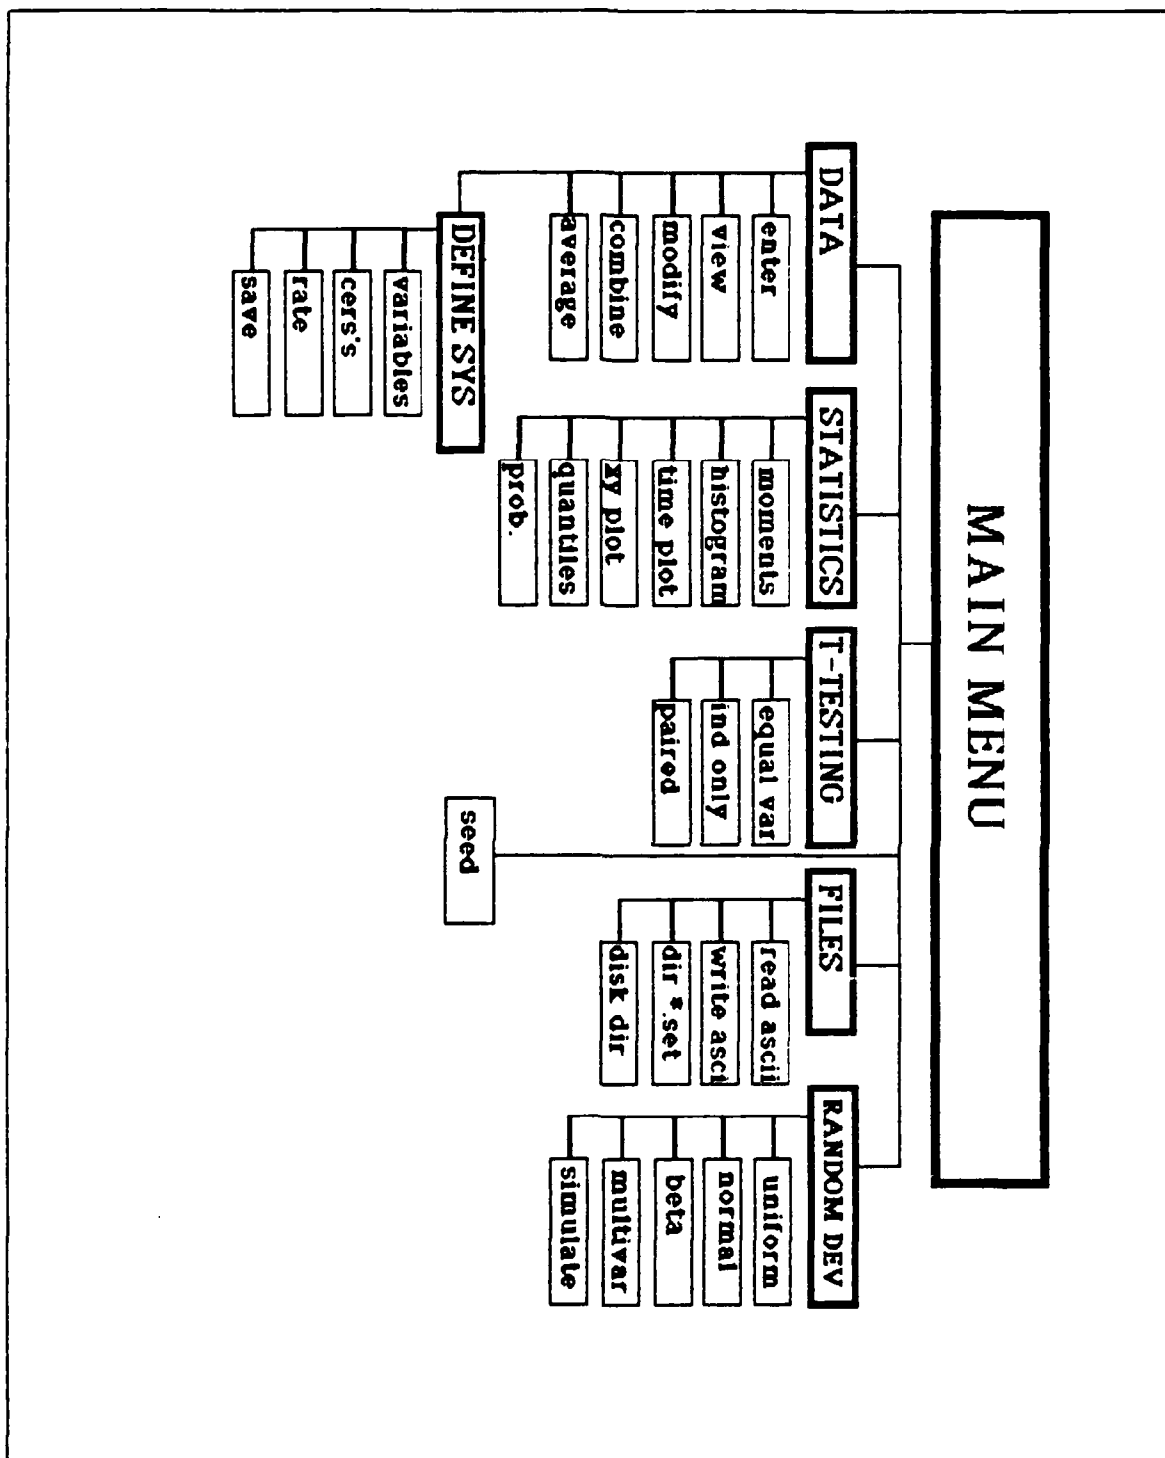 MAIN MENU
DATA
enter
view
modify
combine
average
DEFINE SYS
variables
cers's
rate
save
STATISTICS
moments
histogram
time plot
xy plot
quantiles
prob.
T-TESTING
equal var
ind only
paired
seed
FILES
read ascii
write asci
dir *.set
disk dir
RANDOM DEV
uniform
normal
beta
multivar
simulate